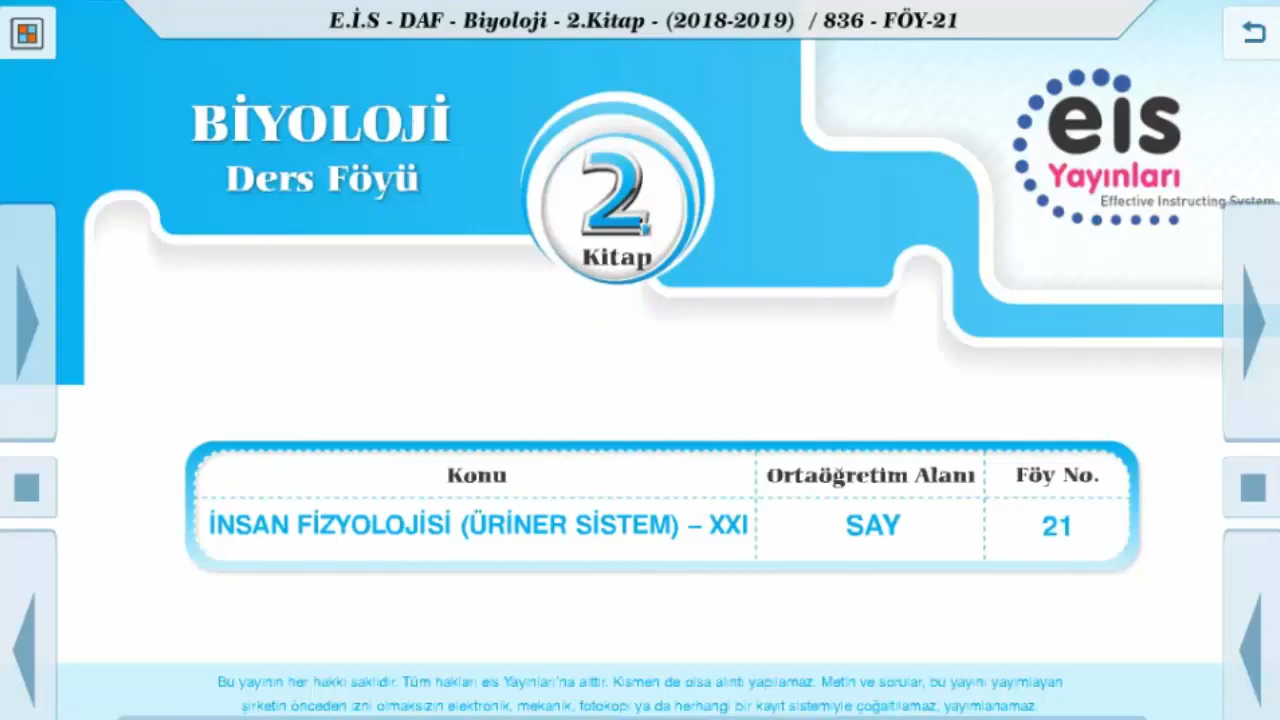 E.İ.S - DAF - Biyoloji - 2.Kitap - (2018-2019) / 836 - FÖY-21
BİYOLOJİ
Ders Föyü
2.
Kitap
eis
Yayınları
Effective Instructing System
Konu
Ortaöğretim Alanı
Föy No.
İNSAN FİZYOLOJİSİ (ÜRİNER SİSTEM) – XXI
SAY
21
Bu yayının her hakkı saklıdır. Tüm hakları eis Yayınları'na aittir. Kısmen de olsa alıntı yapılamaz. Metin ve sorular, bu yayını yayımlayan
şirketin önceden izni olmaksızın elektronik, mekanik, fotokopi ya da herhangi bir kayıt sistemiyle çoğaltılamaz, yayımlanamaz.